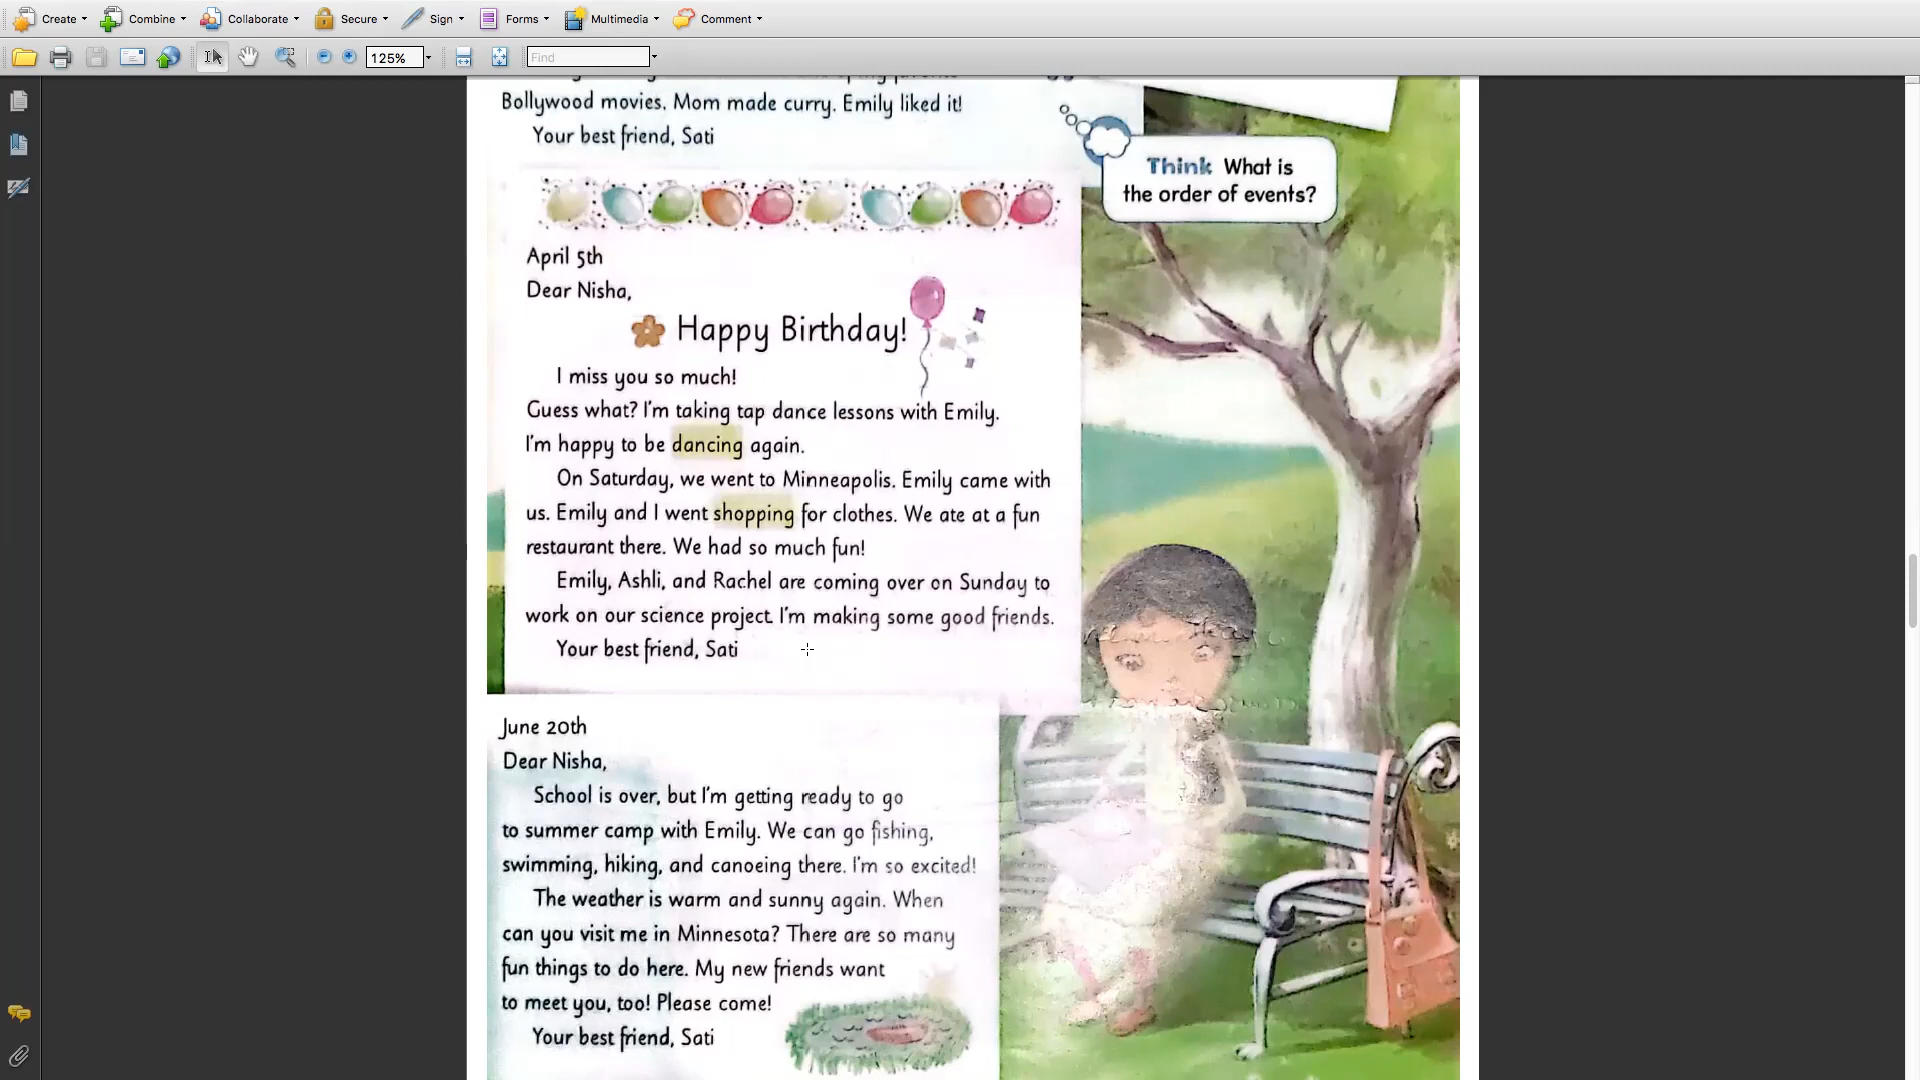 Create
Combine
Collaborate
Secure
Sign
Forms
Multimedia
Comment
125%
Find
Bollywood movies. Mom made curry. Emily liked it!
Your best friend, Sati
Think What is
the order of events?
April 5th
Dear Nisha,
Happy Birthday!
I miss you so much!
Guess what? I'm taking tap dance lessons with Emily.
I'm happy to be dancing again.
On Saturday, we went to Minneapolis. Emily came with
us. Emily and I went shopping for clothes. We ate at a fun
restaurant there. We had so much fun!
Emily, Ashli, and Rachel are coming over on Sunday to
work on our science project. I'm making some good friends.
Your best friend, Sati
June 20th
Dear Nisha,
School is over, but I'm getting ready to go
to summer camp with Emily. We can go fishing,
swimming, hiking, and canoeing there. I'm so excited!
The weather is warm and sunny again. When
can you visit me in Minnesota? There are so many
fun things to do here. My new friends want
to meet you, too! Please come!
Your best friend, Sati